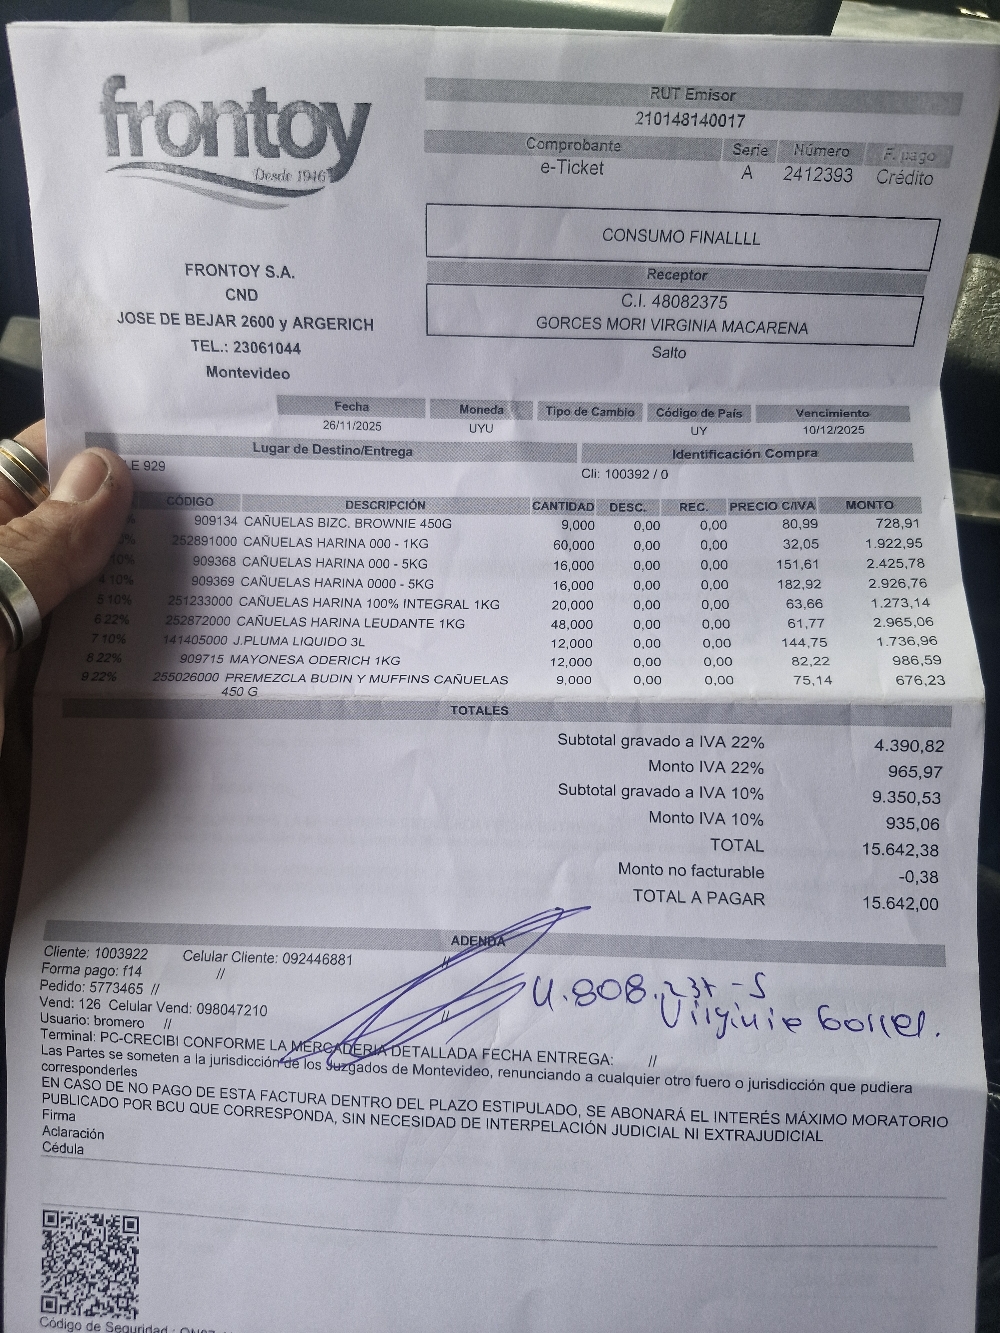 frontoy
Desde 1946
RUT Emisor
210148140017
Comprobante Serie Número F. pago
e-Ticket A 2412393 Crédito
CONSUMO FINALLLL
Receptor
C.I. 48082375
GORCES MORI VIRGINIA MACARENA
Salto
FRONTOY S.A.
CND
JOSE DE BEJAR 2600 y ARGERICH
TEL.: 23061044
Montevideo
Fecha Moneda Tipo de Cambio Código de País Vencimiento
26/11/2025 UYU UY 10/12/2025
Lugar de Destino/Entrega Identificación Compra
E 929 Cli: 100392 / 0
CÓDIGO DESCRIPCIÓN CANTIDAD DESC. REC. PRECIO C/IVA MONTO
909134 CAÑUELAS BIZC. BROWNIE 450G 9,000 0,00 0,00 80,99 728,91
252891000 CAÑUELAS HARINA 000 - 1KG 60,000 0,00 0,00 32,05 1.922,95
10% 909368 CAÑUELAS HARINA 000 - 5KG 16,000 0,00 0,00 151,61 2.425,78
4 10% 909369 CAÑUELAS HARINA 0000 - 5KG 16,000 0,00 0,00 182,92 2.926,76
5 10% 251233000 CAÑUELAS HARINA 100% INTEGRAL 1KG 20,000 0,00 0,00 63,66 1.273,14
6 22% 252872000 CAÑUELAS HARINA LEUDANTE 1KG 48,000 0,00 0,00 61,77 2.965,06
7 10% 141405000 J.PLUMA LIQUIDO 3L 12,000 0,00 0,00 144,75 1.736,96
8 22% 909715 MAYONESA ODERICH 1KG 12,000 0,00 0,00 82,22 986,59
9 22% 255026000 PREMEZCLA BUDIN Y MUFFINS CAÑUELAS 9,000 0,00 0,00 75,14 676,23
450 G
TOTALES
Subtotal gravado a IVA 22% 4.390,82
Monto IVA 22% 965,97
Subtotal gravado a IVA 10% 9.350,53
Monto IVA 10% 935,06
TOTAL 15.642,38
Monto no facturable -0,38
TOTAL A PAGAR 15.642,00
ADENDA
Cliente: 1003922 Celular Cliente: 092446881 //
Forma pago: f14 //
Pedido: 5773465 //
Vend: 126 Celular Vend: 098047210 //
Usuario: bromero //
Terminal: PC-CRECIBI CONFORME LA MERCADERIA DETALLADA FECHA ENTREGA: //
Las Partes se someten a la jurisdicción de los Juzgados de Montevideo, renunciando a cualquier otro fuero o jurisdicción que pudiera
corresponderles
EN CASO DE NO PAGO DE ESTA FACTURA DENTRO DEL PLAZO ESTIPULADO, SE ABONARÁ EL INTERÉS MÁXIMO MORATORIO
PUBLICADO POR BCU QUE CORRESPONDA, SIN NECESIDAD DE INTERPELACIÓN JUDICIAL NI EXTRAJUDICIAL
Firma
Aclaración
Cédula
Código de Seguridad :